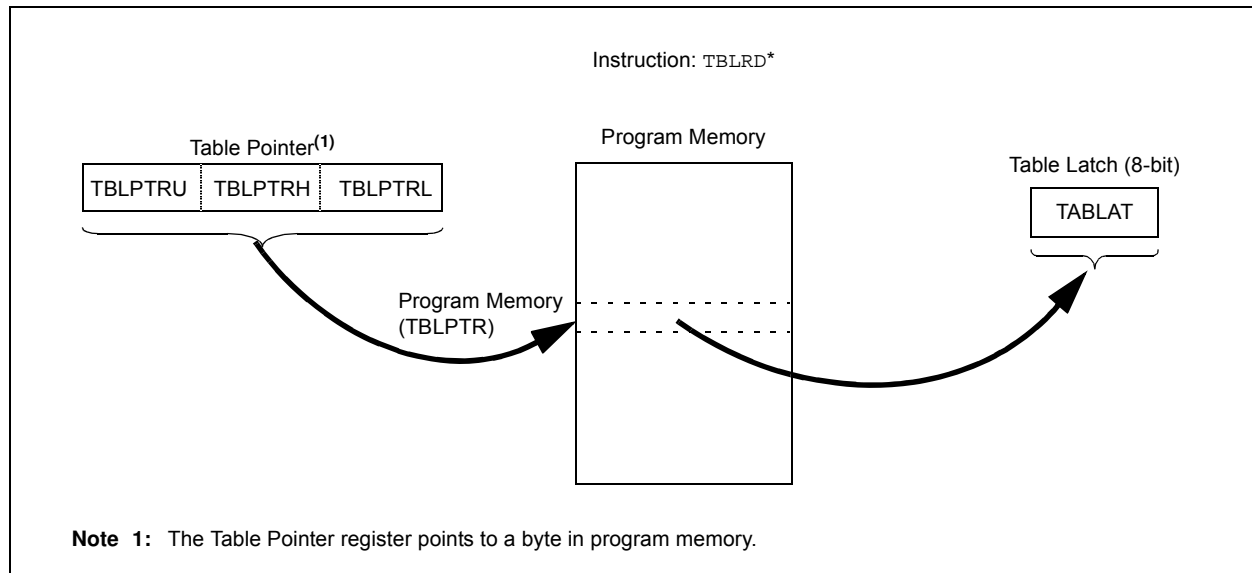 Instruction: TBLRD*
Table Pointer(1)
TBLPTRU TBLPTRH TBLPTRL
Program Memory
Table Latch (8-bit)
TABLAT
Program Memory
(TBLPTR)
Note 1: The Table Pointer register points to a byte in program memory.